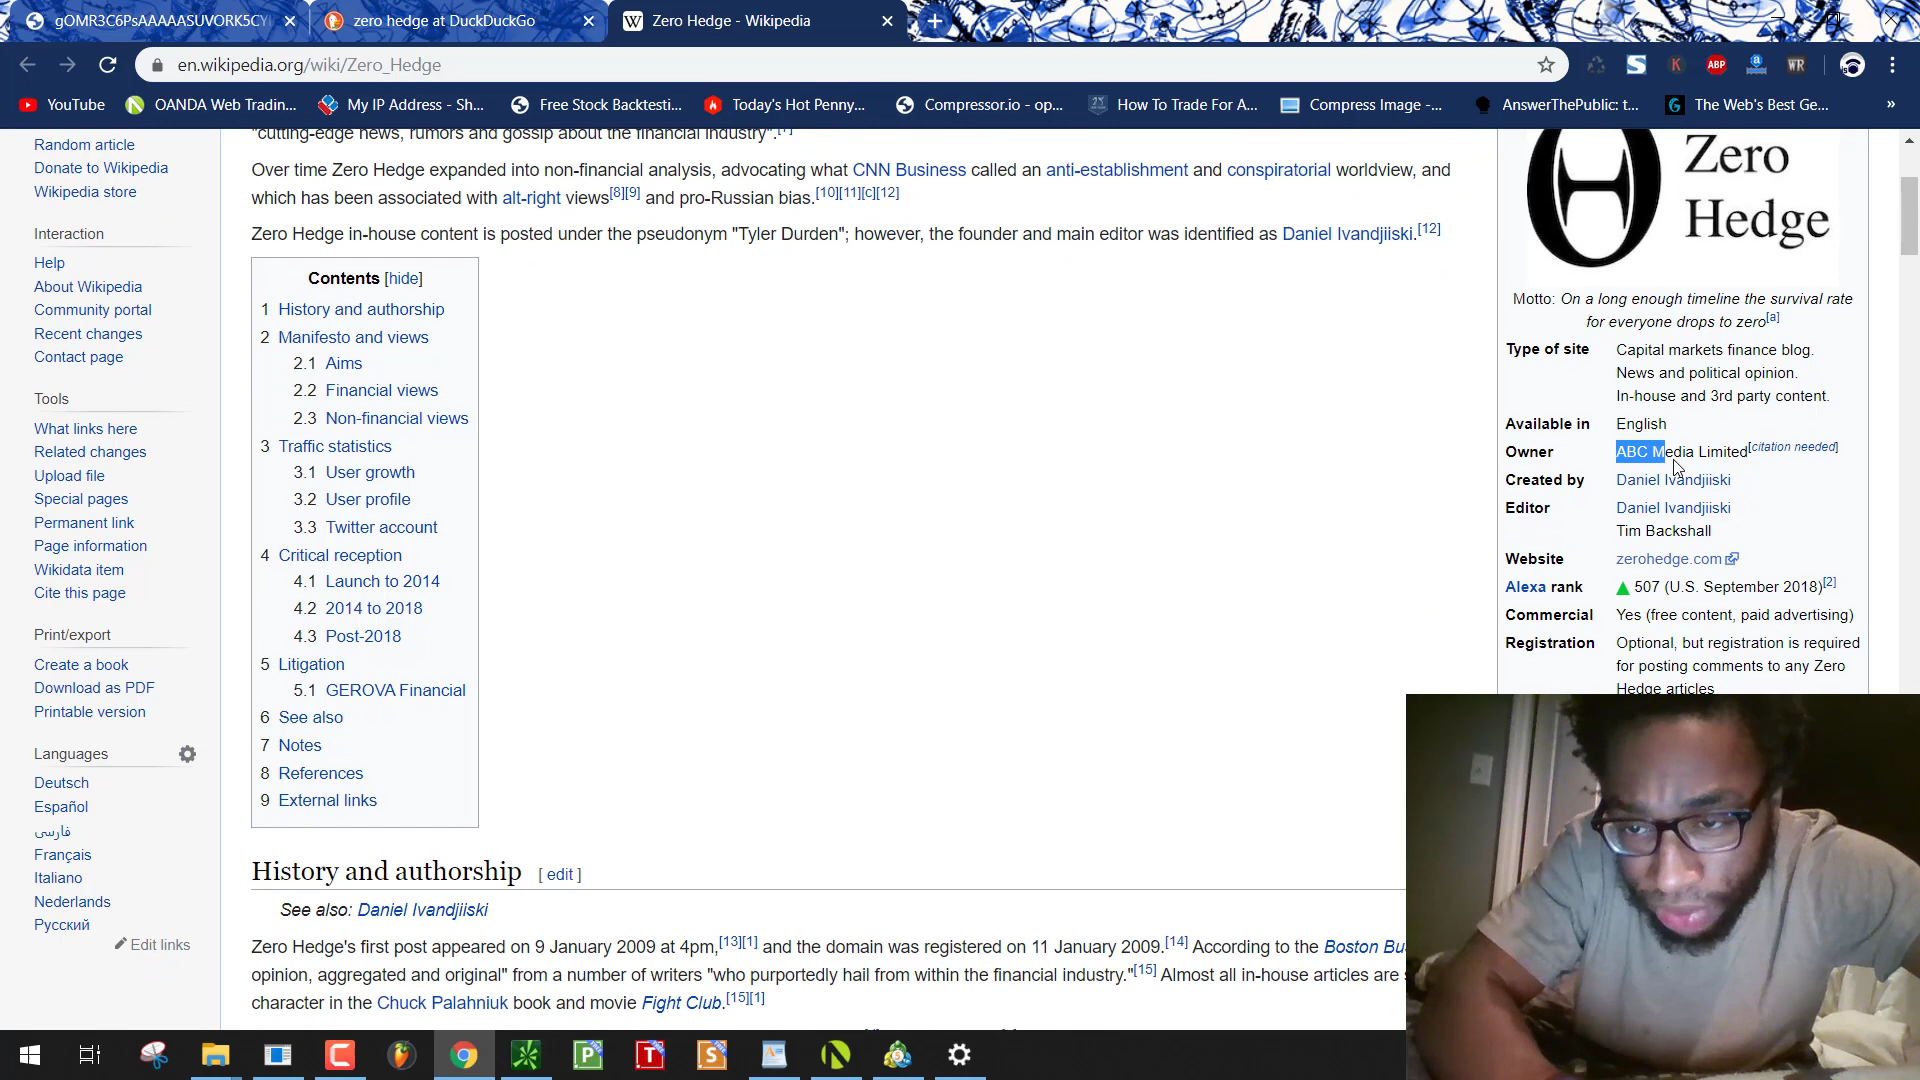 gOMR3C6PsAAAAASUVORK5CY
zero hedge at DuckDuckGo
Zero Hedge - Wikipedia
en.wikipedia.org/wiki/Zero_Hedge
YouTube
OANDA Web Tradin...
My IP Address - Sh...
Free Stock Backtesti...
Today's Hot Penny...
Compressor.io - op...
How To Trade For A...
Compress Image -...
AnswerThePublic: t...
The Web's Best Ge...
»
Random article
Donate to Wikipedia
Wikipedia store
Interaction
Help
About Wikipedia
Community portal
Recent changes
Contact page
Tools
What links here
Related changes
Upload file
Special pages
Permanent link
Page information
Wikidata item
Cite this page
Print/export
Create a book
Download as PDF
Printable version
Languages
Deutsch
Español
فارسی
Français
Italiano
Nederlands
Русский
Edit links
"cutting-edge news, rumors and gossip about the financial industry".
Over time Zero Hedge expanded into non-financial analysis, advocating what CNN Business called an anti-establishment and conspiratorial worldview, and
which has been associated with alt-right views[8][9] and pro-Russian bias.[10][11][c][12]
Zero Hedge in-house content is posted under the pseudonym "Tyler Durden"; however, the founder and main editor was identified as Daniel Ivandjiiski.[12]
Contents [hide]
1 History and authorship
2 Manifesto and views
2.1 Aims
2.2 Financial views
2.3 Non-financial views
3 Traffic statistics
3.1 User growth
3.2 User profile
3.3 Twitter account
4 Critical reception
4.1 Launch to 2014
4.2 2014 to 2018
4.3 Post-2018
5 Litigation
5.1 GEROVA Financial
6 See also
7 Notes
8 References
9 External links
History and authorship [ edit ]
See also: Daniel Ivandjiiski
Zero Hedge's first post appeared on 9 January 2009 at 4pm,[13][1] and the domain was registered on 11 January 2009.[14] According to the Boston Bu
opinion, aggregated and original" from a number of writers "who purportedly hail from within the financial industry."[15] Almost all in-house articles are s
character in the Chuck Palahniuk book and movie Fight Club.[15][1]
Zero
Hedge
Motto: On a long enough timeline the survival rate
for everyone drops to zero[a]
Type of site Capital markets finance blog.
News and political opinion.
In-house and 3rd party content.
Available in English
Owner ABC Media Limited[citation needed]
Created by Daniel Ivandjiiski
Editor Daniel Ivandjiiski
Tim Backshall
Website zerohedge.com
Alexa rank 507 (U.S. September 2018)[2]
Commercial Yes (free content, paid advertising)
Registration Optional, but registration is required
for posting comments to any Zero
Hedge articles